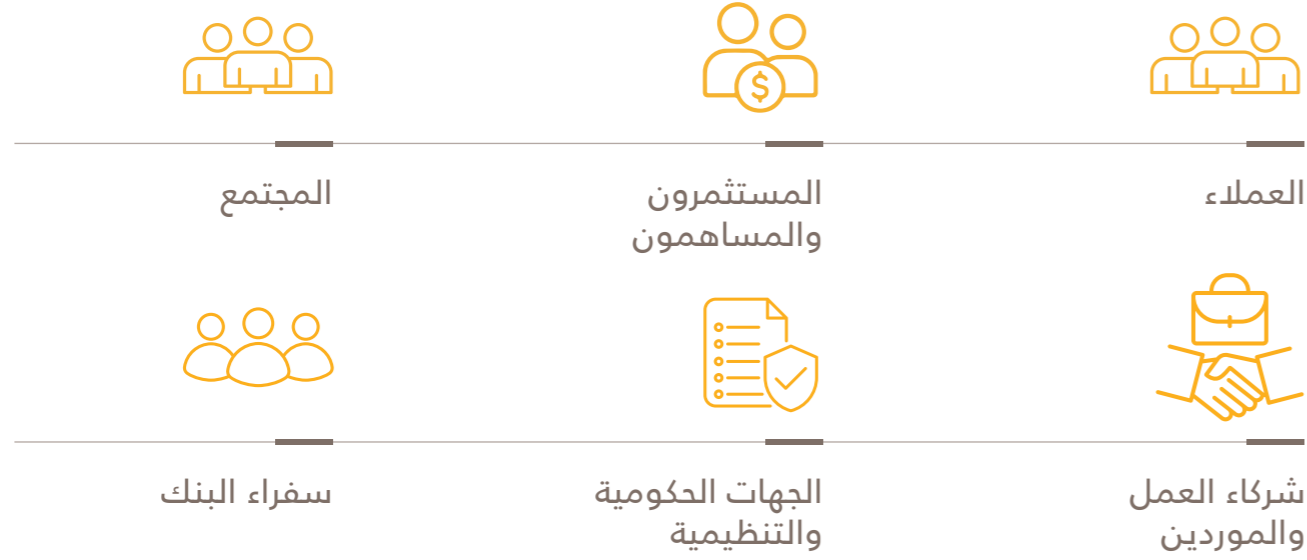 العملاء
المستثمرون
والمساهمون
المجتمع
شركاء العمل
والموردين
الجهات الحكومية
والتنظيمية
سفراء البنك